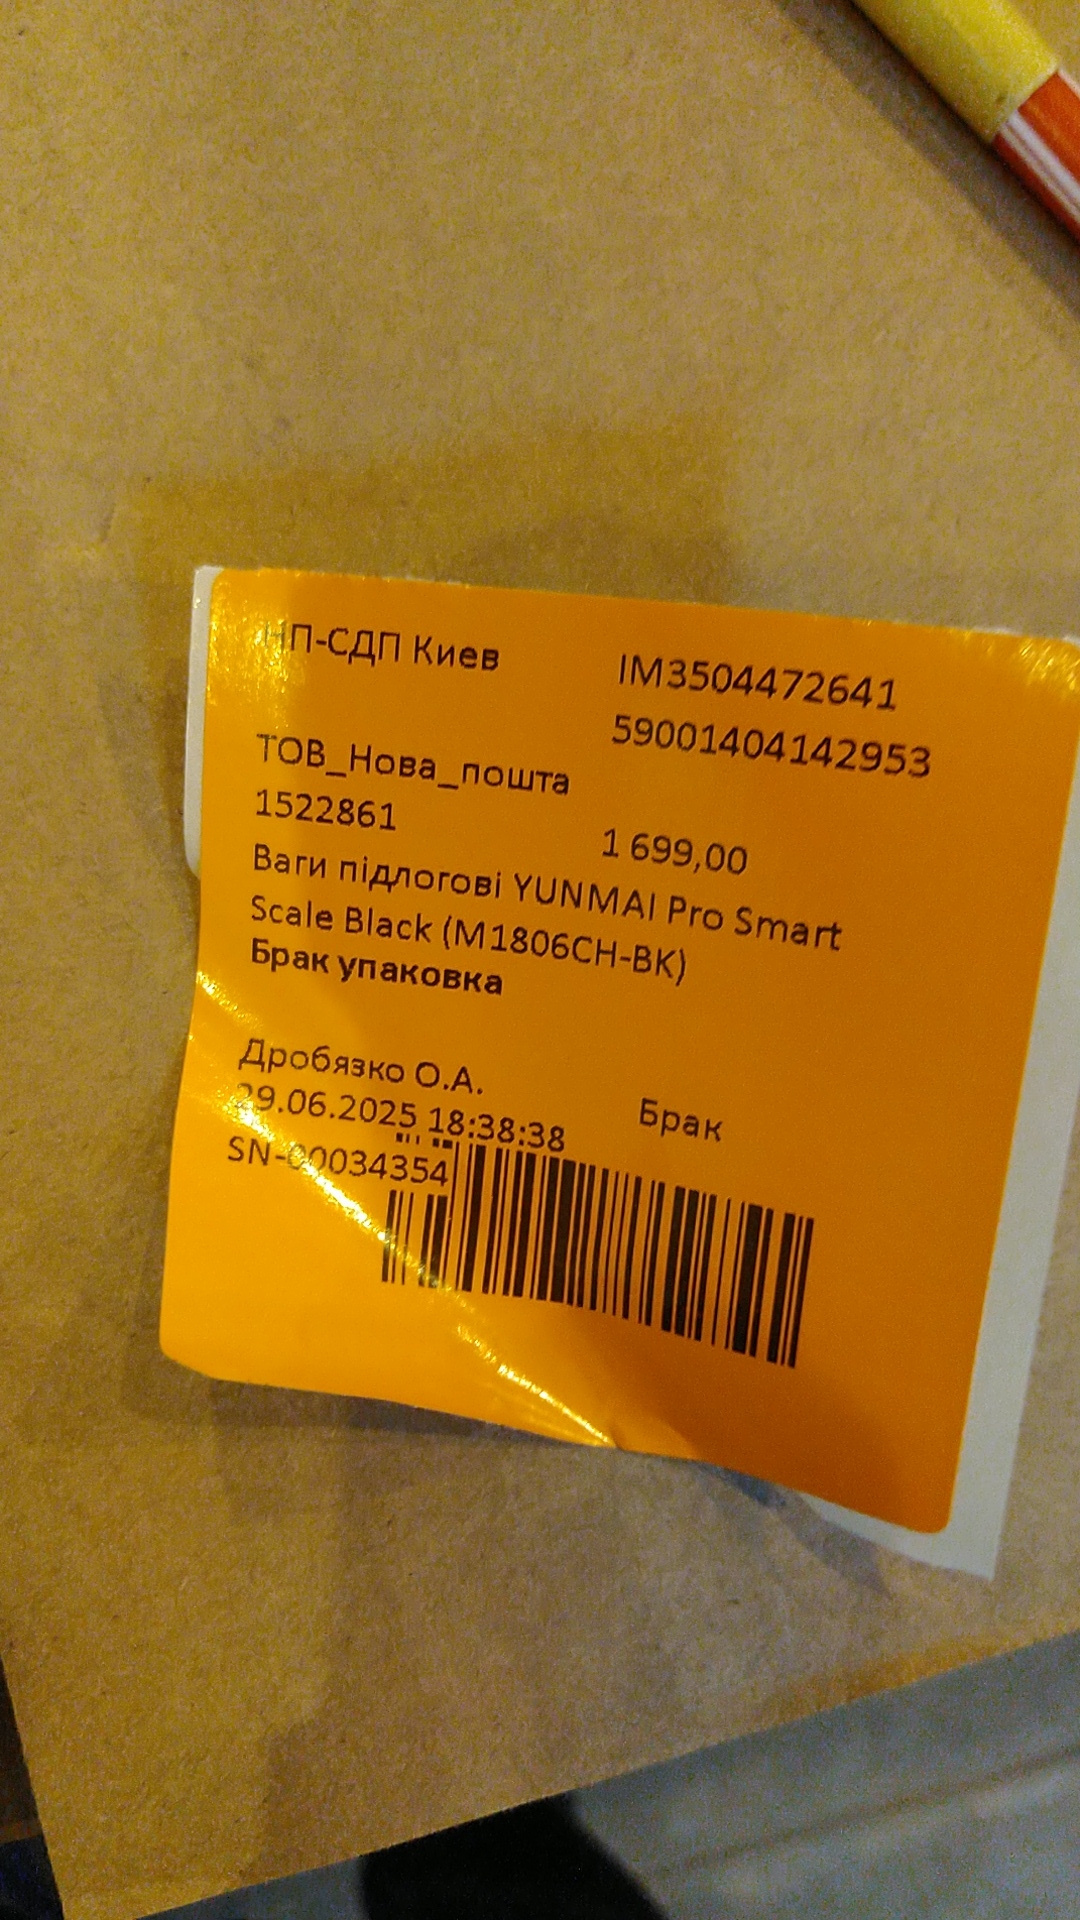 НП-СДП Киев
IM3504472641
59001404142953
ТОВ_Нова_пошта
1522861
1 699,00
Ваги підлогові YUNMAI Pro Smart
Scale Black (M1806CH-BK)
Брак упаковка
Дробязко О.А.
29.06.2025 18:38:38
Брак
SN-00034354